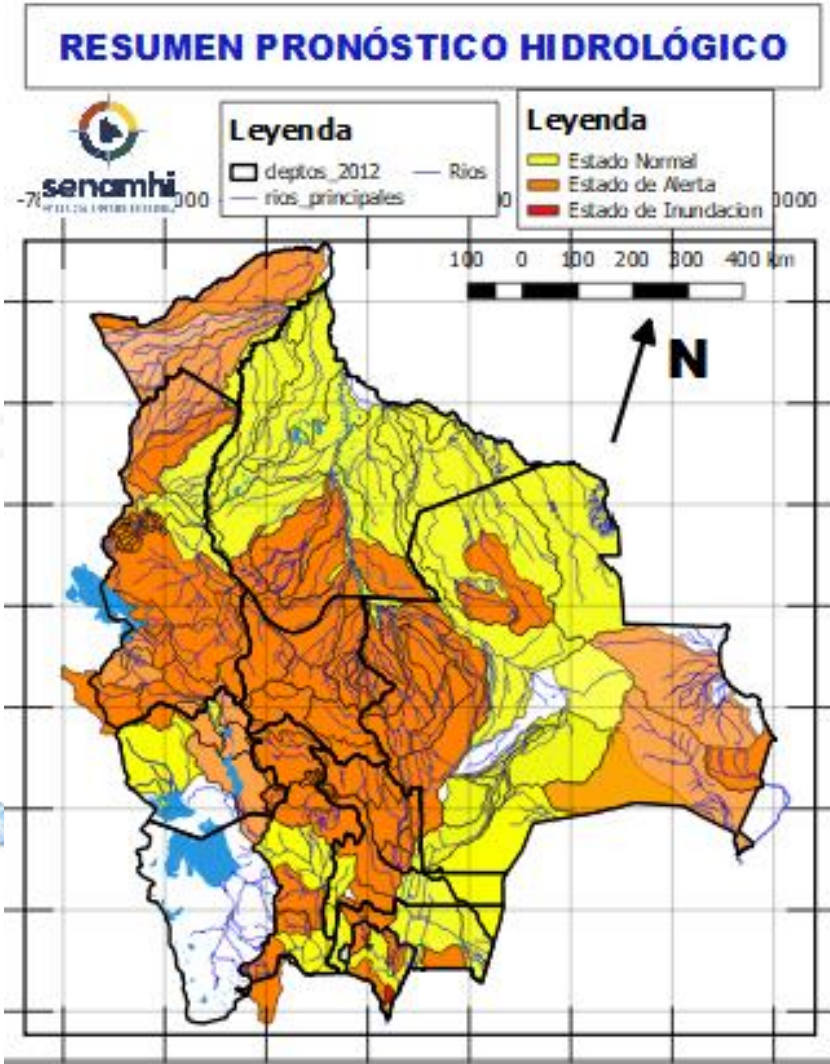 RESUMEN PRONÓSTICO HIDROLÓGICO
senamhi
Leyenda
deptos_2012
Rios
rios_principales
Leyenda
Estado Normal
Estado de Alerta
Estado de Inundacion
100 0 100 200 300 400 km
N